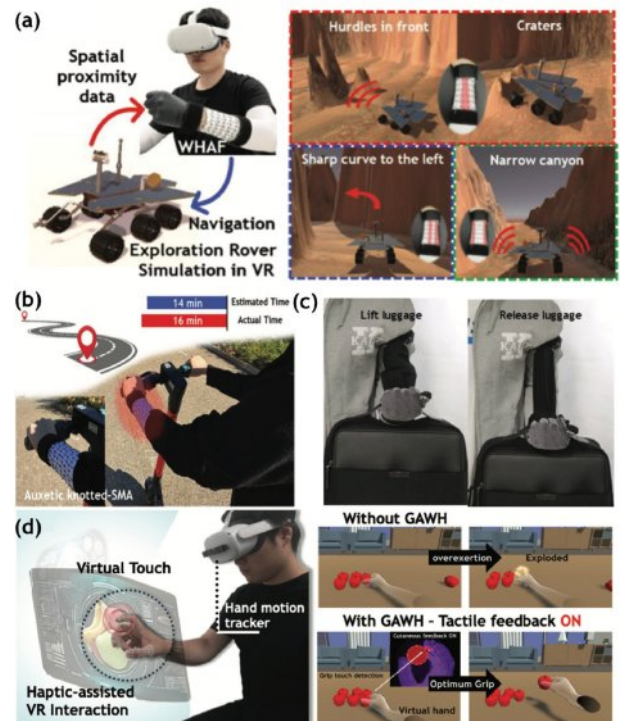 (a)
Spatial
proximity
data
WHAF
Navigation
Exploration Rover
Simulation in VR
Hurdles in front
Craters
Sharp curve to the left
Narrow canyon
(b)
14 min
Estimated Time
16 min
Actual Time
Auxetic knotted-SMA
(c)
Lift luggage
Release luggage
(d)
Virtual Touch
Hand motion
tracker
Haptic-assisted
VR Interaction
Without GAWH
overexertion
Exploded
With GAWH - Tactile feedback ON
Cutaneous feedback ON
Grip touch detection
Optimum Grip
Virtual hand